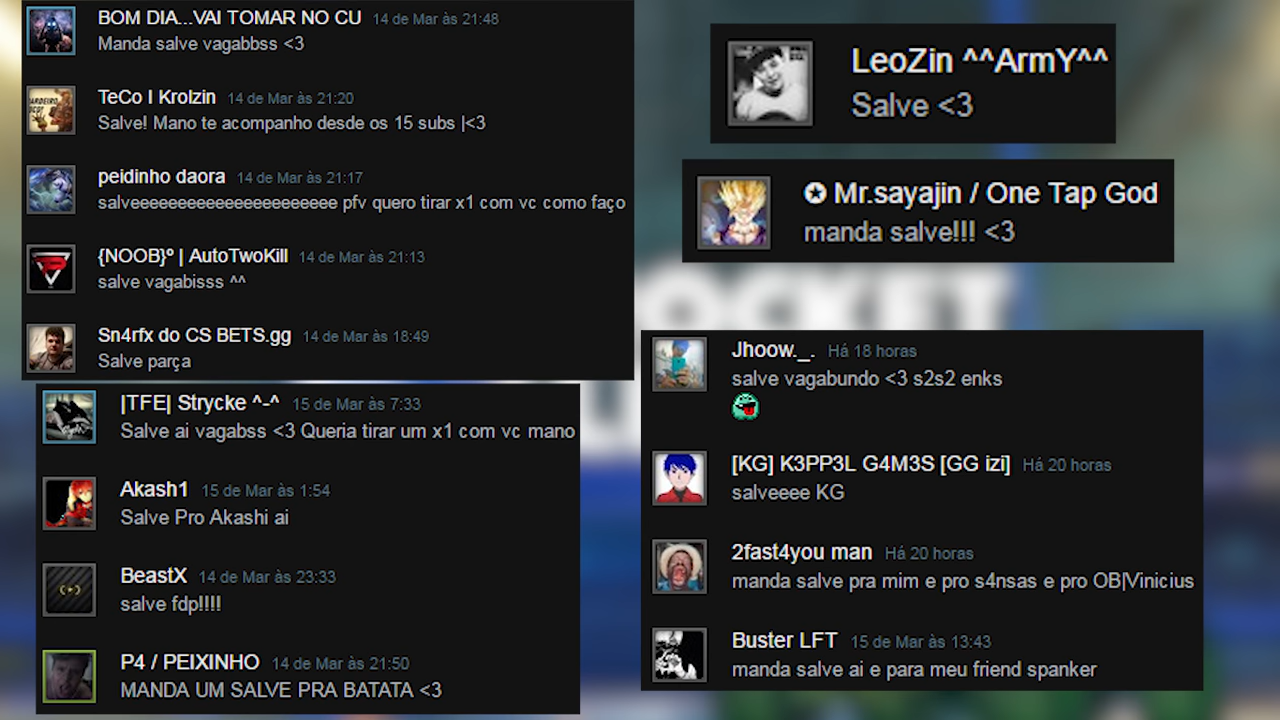 BOM DIA...VAI TOMAR NO CU 14 de Mar às 21:48
Manda salve vagabbss <3
TeCo I Krolzin 14 de Mar às 21:20
Salve! Mano te acompanho desde os 15 subs |<3
peidinho daora 14 de Mar às 21:17
salveeeeeeeeeeeeeeeeeeeeee pfv quero tirar x1 com vc como faço
{NOOB}º | AutoTwoKill 14 de Mar às 21:13
salve vagabisss ^^
Sn4rfx do CS BETS.gg 14 de Mar às 18:49
Salve parça
|TFE| Strycke ^-^ 15 de Mar às 7:33
Salve ai vagabss <3 Queria tirar um x1 com vc mano
Akash1 15 de Mar às 1:54
Salve Pro Akashi ai
BeastX 14 de Mar às 23:33
salve fdp!!!!
P4 / PEIXINHO 14 de Mar às 21:50
MANDA UM SALVE PRA BATATA <3
LeoZin ^^ArmY^^
Salve <3
✪ Mr.sayajin / One Tap God
manda salve!!! <3
OCKET
Jhoow._. Há 18 horas
salve vagabundo <3 s2s2 enks
[KG] K3PP3L G4M3S [GG izi] Há 20 horas
salveeee KG
2fast4you man Há 20 horas
manda salve pra mim e pro s4nsas e pro OB|Vinicius
Buster LFT 15 de Mar às 13:43
manda salve ai e para meu friend spanker